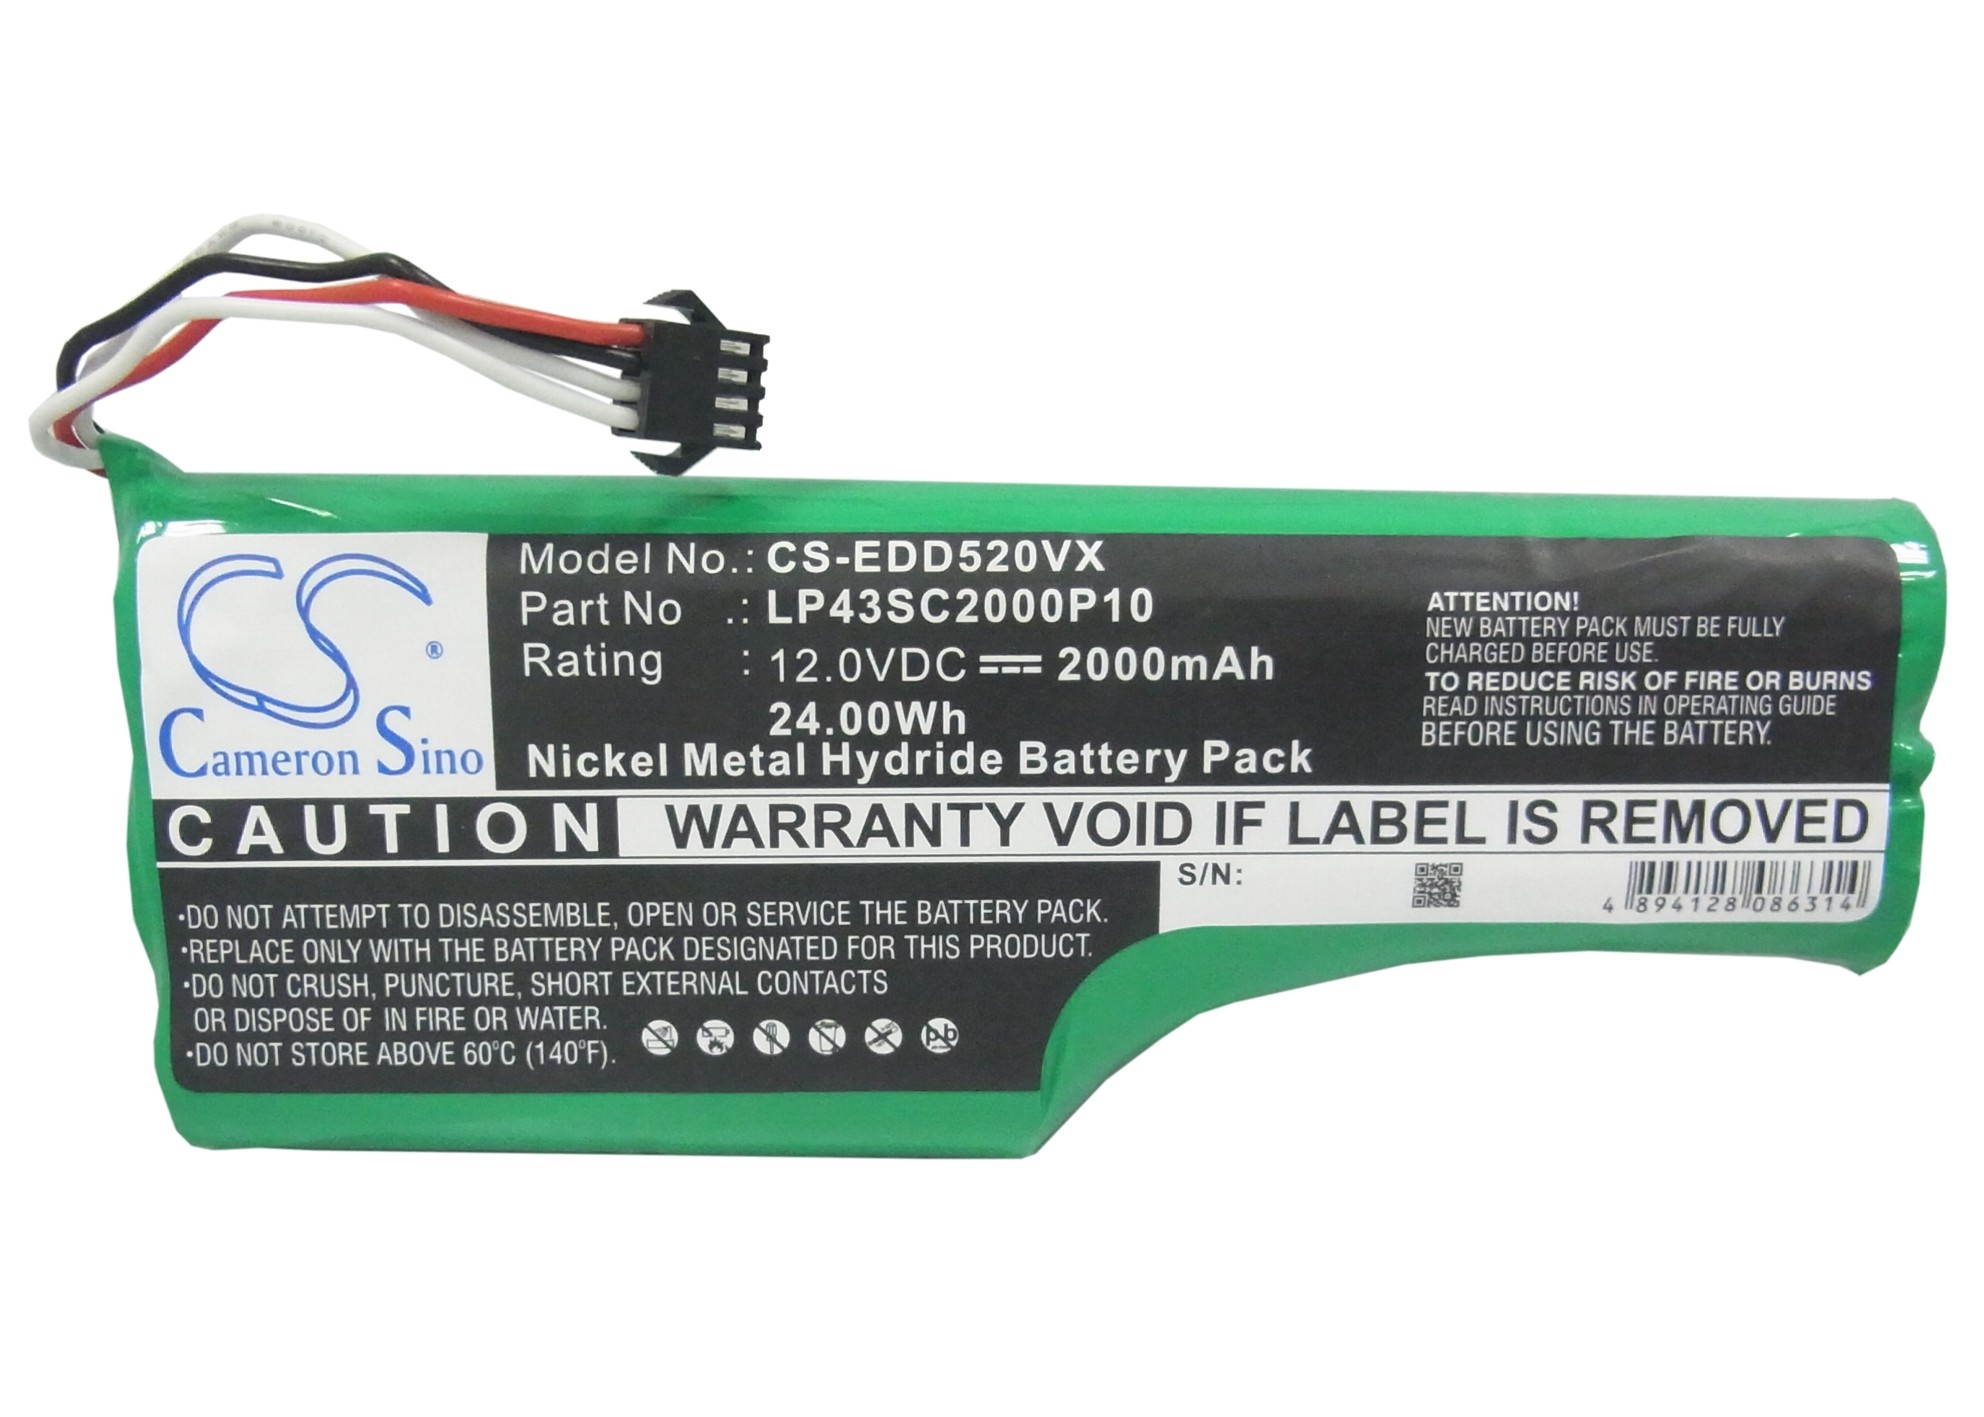 CS ®
Cameron Sino
Model No.: CS-EDD520VX
Part No .: LP43SC2000P10
Rating : 12.0VDC 2000mAh
24.00Wh
Nickel Metal Hydride Battery Pack
ATTENTION!
NEW BATTERY PACK MUST BE FULLY
CHARGED BEFORE USE.
TO REDUCE RISK OF FIRE OR BURNS
READ INSTRUCTIONS IN OPERATING GUIDE
BEFORE USING THE BATTERY.
CAUTION WARRANTY VOID IF LABEL IS REMOVED
S/N:
4 894128 086314
•DO NOT ATTEMPT TO DISASSEMBLE, OPEN OR SERVICE THE BATTERY PACK.
•REPLACE ONLY WITH THE BATTERY PACK DESIGNATED FOR THIS PRODUCT.
•DO NOT CRUSH, PUNCTURE, SHORT EXTERNAL CONTACTS
OR DISPOSE OF IN FIRE OR WATER.
•DO NOT STORE ABOVE 60°C (140°F).
pb